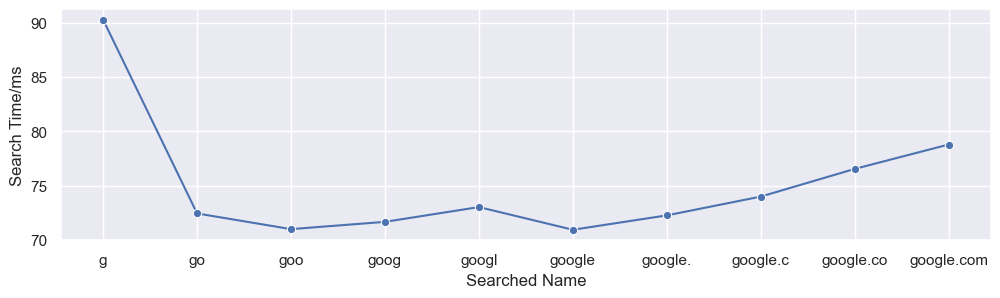 90
85
80
75
70
Search Time/ms
g go goo goog googl google google. google.c google.co google.com
Searched Name